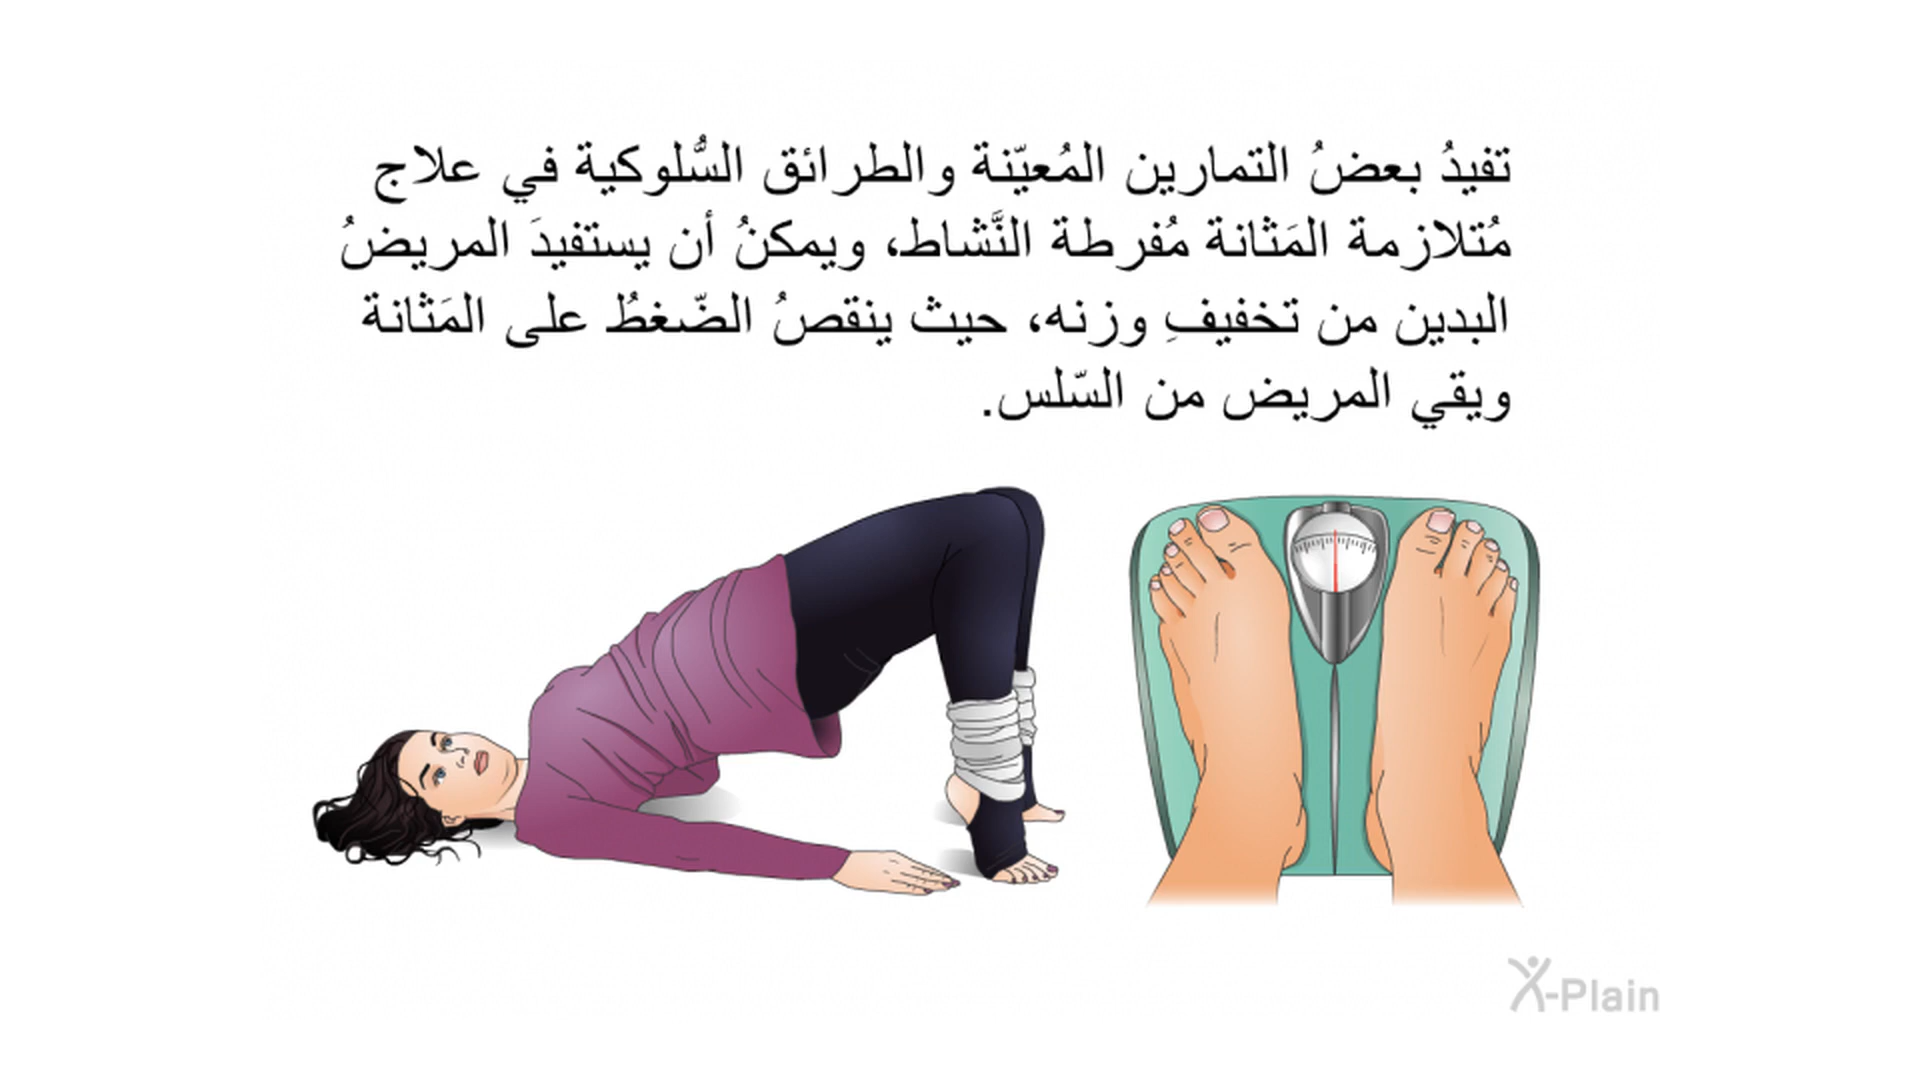 تفيدُ بعضُ التمارين المُعيّنة والطرائق السُّلوكية في علاج
مُتلازمة المَثانة مُفرطة النَّشاط، ويمكنُ أن يستفيدَ المريضُ
البدين من تخفيفِ وزنه، حيث ينقصُ الضّغطُ على المَثانة
ويقي المريض من السّلس.
X-Plain